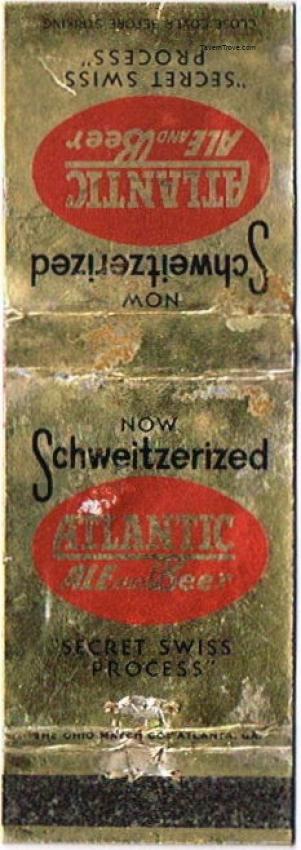 CLOSE COVER BEFORE STRIKING
TavernTrove.com
NOW
Schweitzerized
ATLANTIC
ALE AND Beer
"SECRET SWISS
PROCESS"
NOW
Schweitzerized
ATLANTIC
ALE AND Beer
"SECRET SWISS
PROCESS"
THE OHIO MATCH CO. ATLANTA, GA.